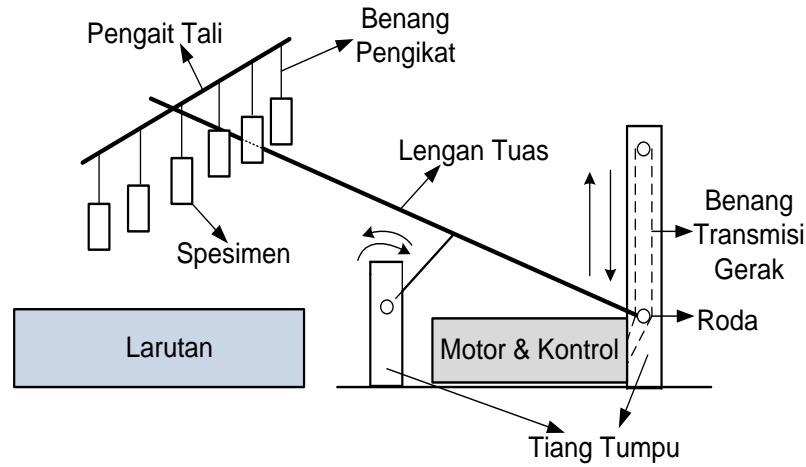 Pengait Tali
Benang
Pengikat
Lengan Tuas
Spesimen
Benang
Transmisi
Gerak
Roda
Larutan
Motor & Kontrol
Tiang Tumpu